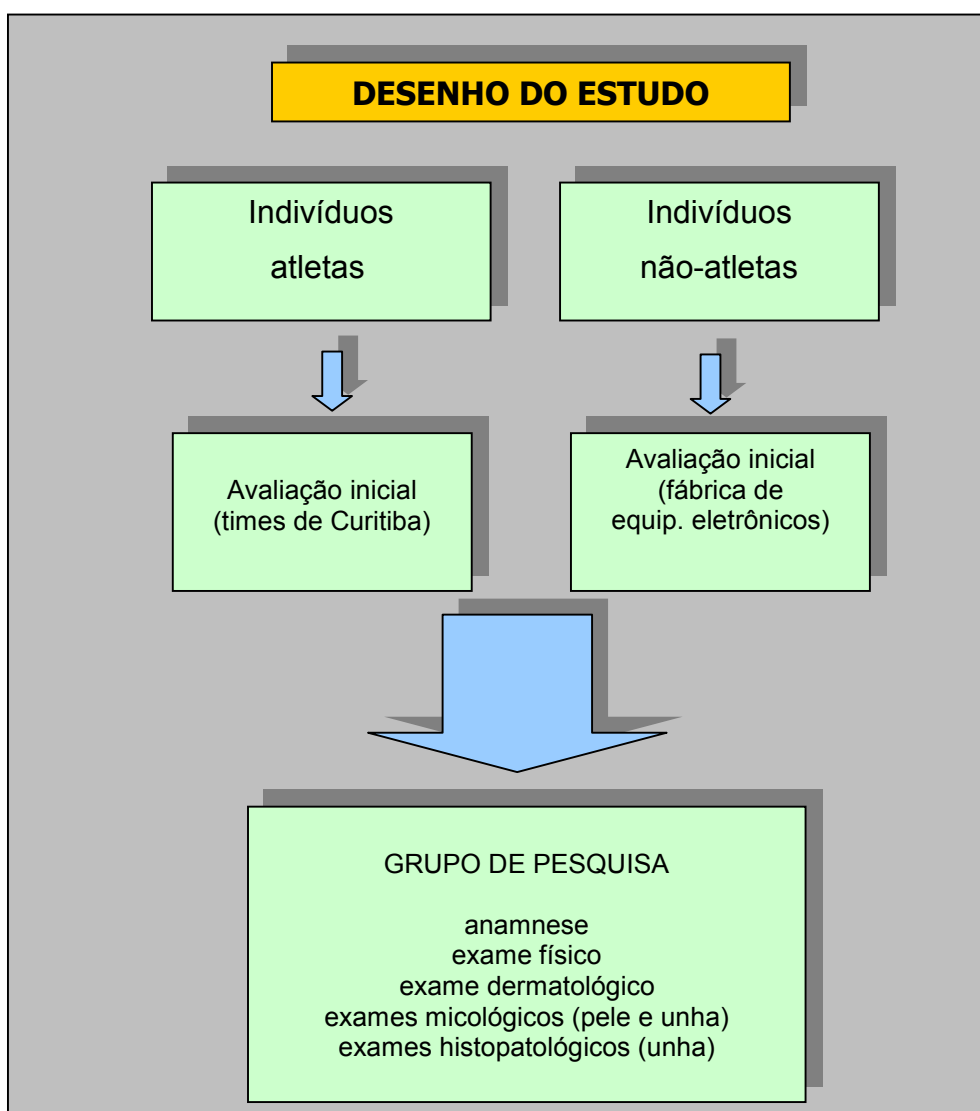 DESENHO DO ESTUDO
Indivíduos
atletas
Indivíduos
não-atletas
Avaliação inicial
(times de Curitiba)
Avaliação inicial
(fábrica de
equip. eletrônicos)
GRUPO DE PESQUISA
anamnese
exame físico
exame dermatológico
exames micológicos (pele e unha)
exames histopatológicos (unha)